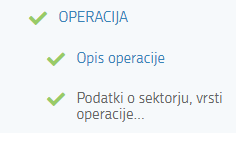 OPERACIJA
Opis operacije
Podatki o sektorju, vrsti
operacije...